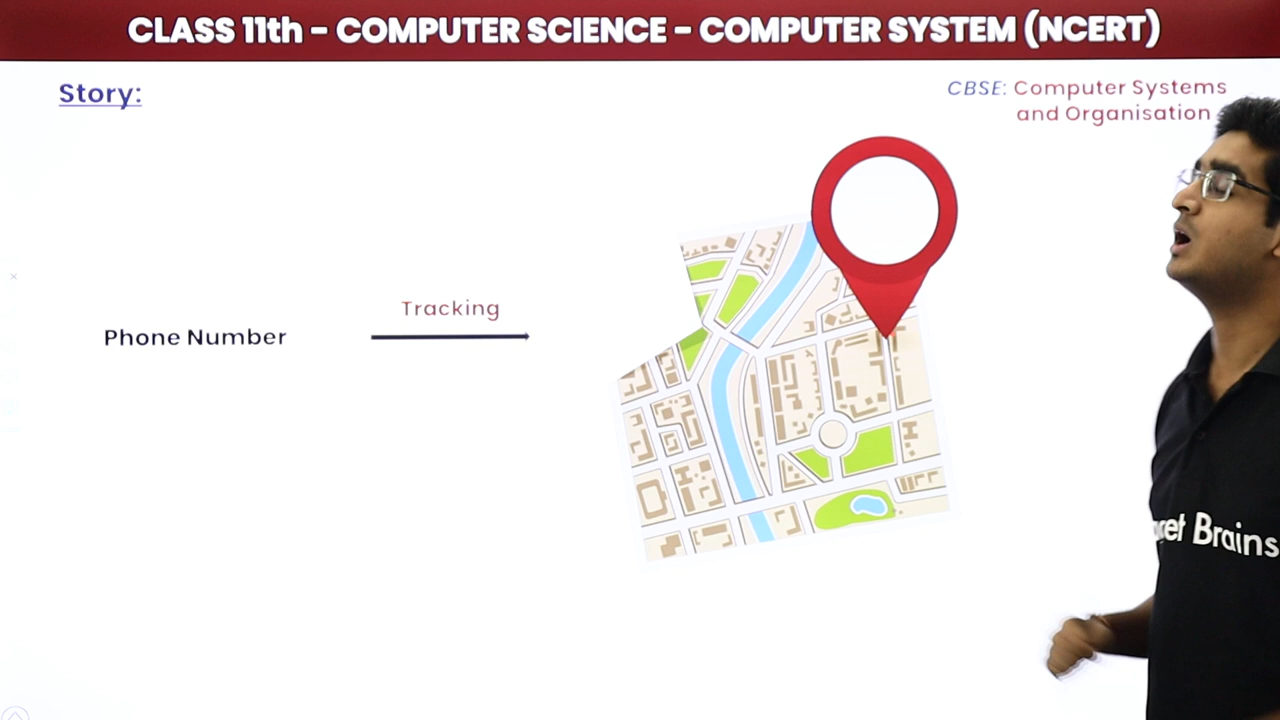 CLASS 11th - COMPUTER SCIENCE - COMPUTER SYSTEM (NCERT)
Story:
CBSE: Computer Systems
and Organisation
Tracking
Phone Number
Brains